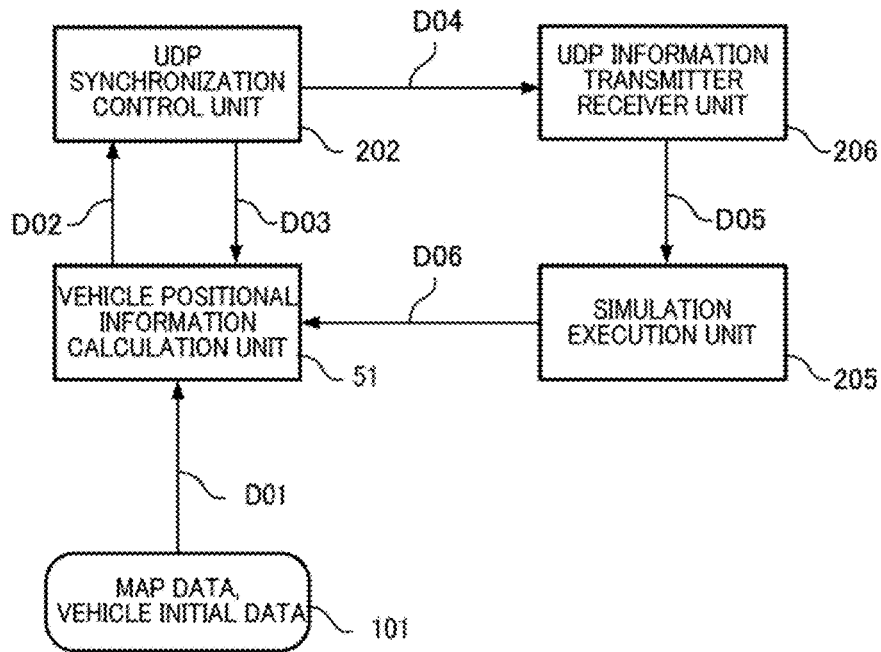 D04
UDP
SYNCHRONIZATION
CONTROL UNIT
202
UDP INFORMATION
TRANSMITTER
RECEIVER UNIT
206
D02
D03
D05
D06
VEHICLE POSITIONAL
INFORMATION
CALCULATION UNIT
51
SIMULATION
EXECUTION UNIT
205
D01
MAP DATA,
VEHICLE INITIAL DATA
101